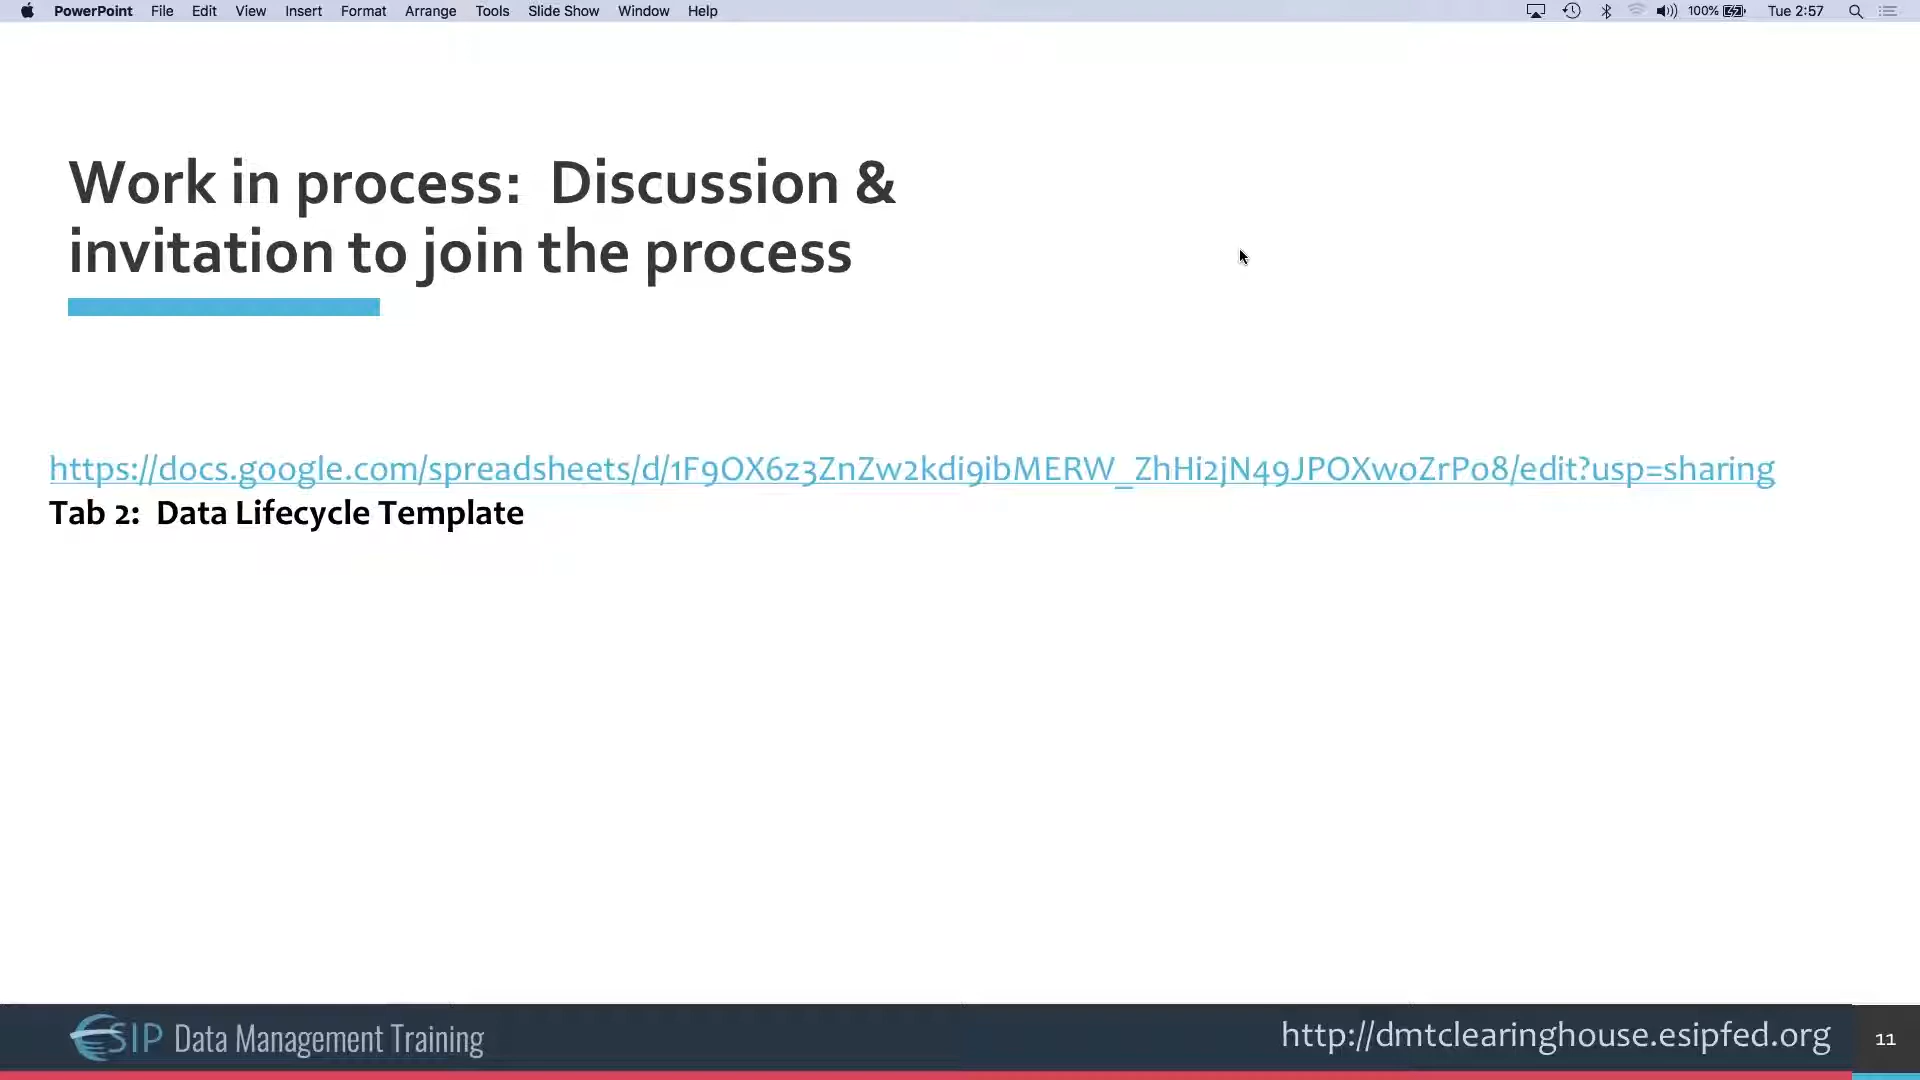 PowerPoint File Edit View Insert Format Arrange Tools Slide Show Window Help 100% Tue 2:57
Work in process: Discussion &
invitation to join the process
https://docs.google.com/spreadsheets/d/1F9OX6z3ZnZw2kdi9ibMERW_ZhHi2jN49JPOXwoZrPo8/edit?usp=sharing
Tab 2: Data Lifecycle Template
ESIP Data Management Training
http://dmtclearinghouse.esipfed.org
11